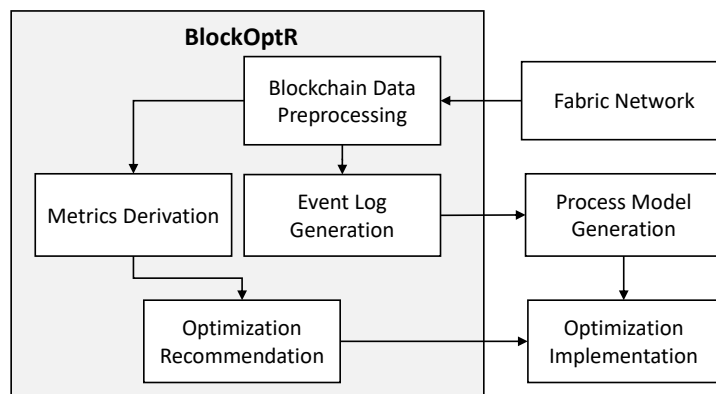 BlockOptR
Blockchain Data
Preprocessing
Fabric Network
Metrics Derivation
Event Log
Generation
Process Model
Generation
Optimization
Recommendation
Optimization
Implementation